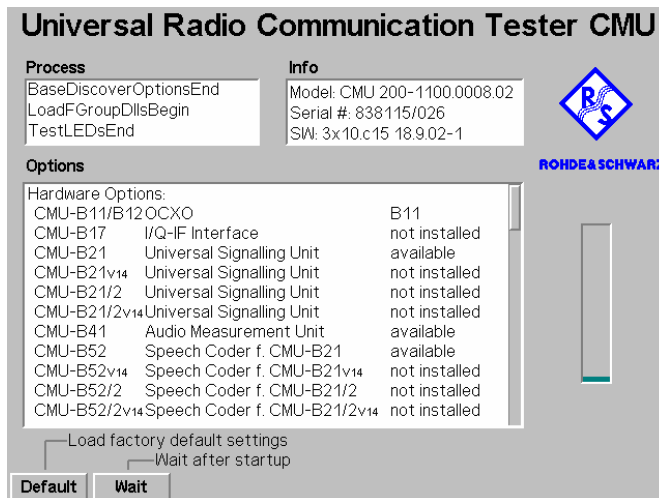 Universal Radio Communication Tester CMU
Process
BaseDiscoverOptionsEnd
LoadFGroupDllsBegin
TestLEDsEnd
Info
Model: CMU 200-1100.0008.02
Serial #: 838115/026
SW: 3x10.c15 18.9.02-1
R
S
ROHDE&SCHWARZ
Options
Hardware Options:
CMU-B11/B12 OCXO B11
CMU-B17 I/Q-IF Interface not installed
CMU-B21 Universal Signalling Unit available
CMU-B21v14 Universal Signalling Unit not installed
CMU-B21/2 Universal Signalling Unit not installed
CMU-B21/2v14 Universal Signalling Unit not installed
CMU-B41 Audio Measurement Unit available
CMU-B52 Speech Coder f. CMU-B21 available
CMU-B52v14 Speech Coder f. CMU-B21v14 not installed
CMU-B52/2 Speech Coder f. CMU-B21/2 not installed
CMU-B52/2v14 Speech Coder f. CMU-B21/2v14 not installed
Load factory default settings
Wait after startup
Default
Wait